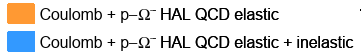 Coulomb + p–Ω⁻ HAL QCD elastic
Coulomb + p–Ω⁻ HAL QCD elastic + inelastic